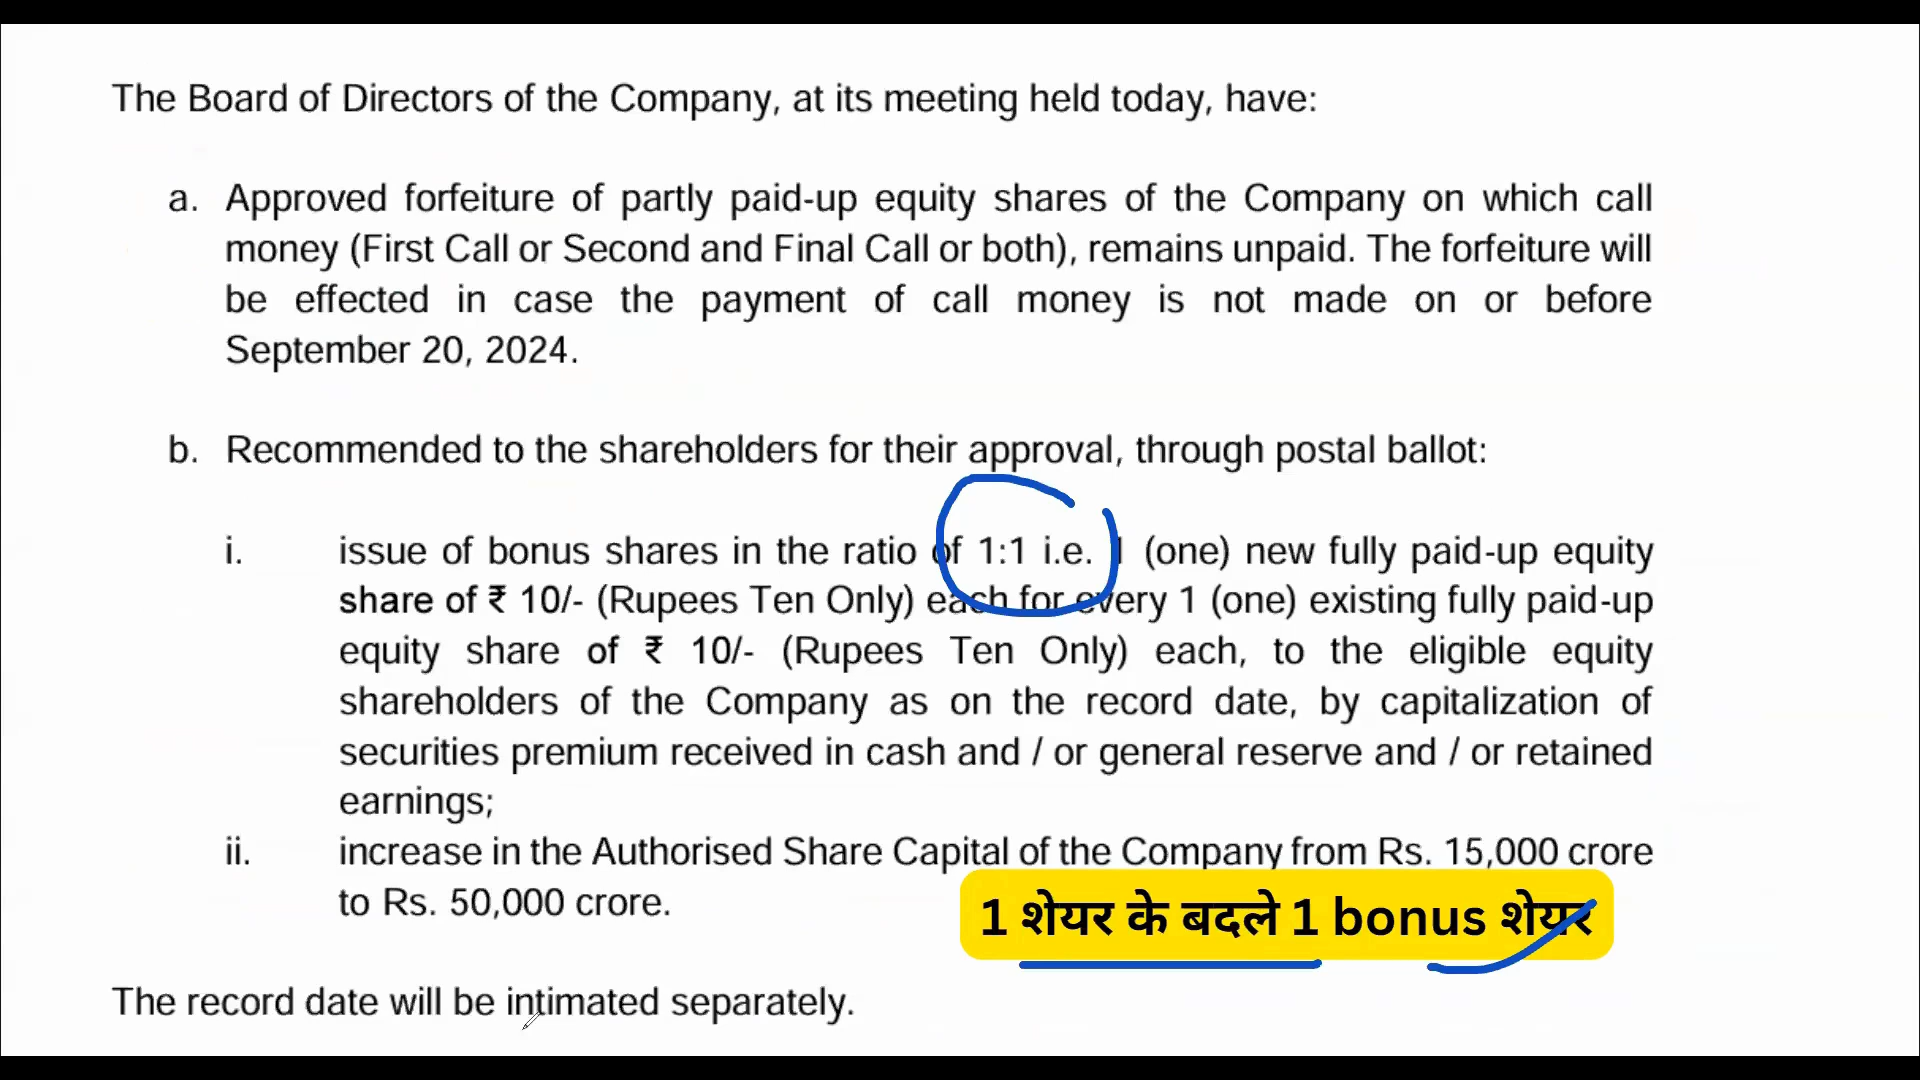 The Board of Directors of the Company, at its meeting held today, have:
a. Approved forfeiture of partly paid-up equity shares of the Company on which call
money (First Call or Second and Final Call or both), remains unpaid. The forfeiture will
be effected in case the payment of call money is not made on or before
September 20, 2024.
b. Recommended to the shareholders for their approval, through postal ballot:
i. issue of bonus shares in the ratio of 1:1 i.e. 1 (one) new fully paid-up equity
share of ₹ 10/- (Rupees Ten Only) each for every 1 (one) existing fully paid-up
equity share of ₹ 10/- (Rupees Ten Only) each, to the eligible equity
shareholders of the Company as on the record date, by capitalization of
securities premium received in cash and / or general reserve and / or retained
earnings;
ii. increase in the Authorised Share Capital of the Company from Rs. 15,000 crore
to Rs. 50,000 crore.
1 शेयर के बदले 1 bonus शेयर
The record date will be intimated separately.